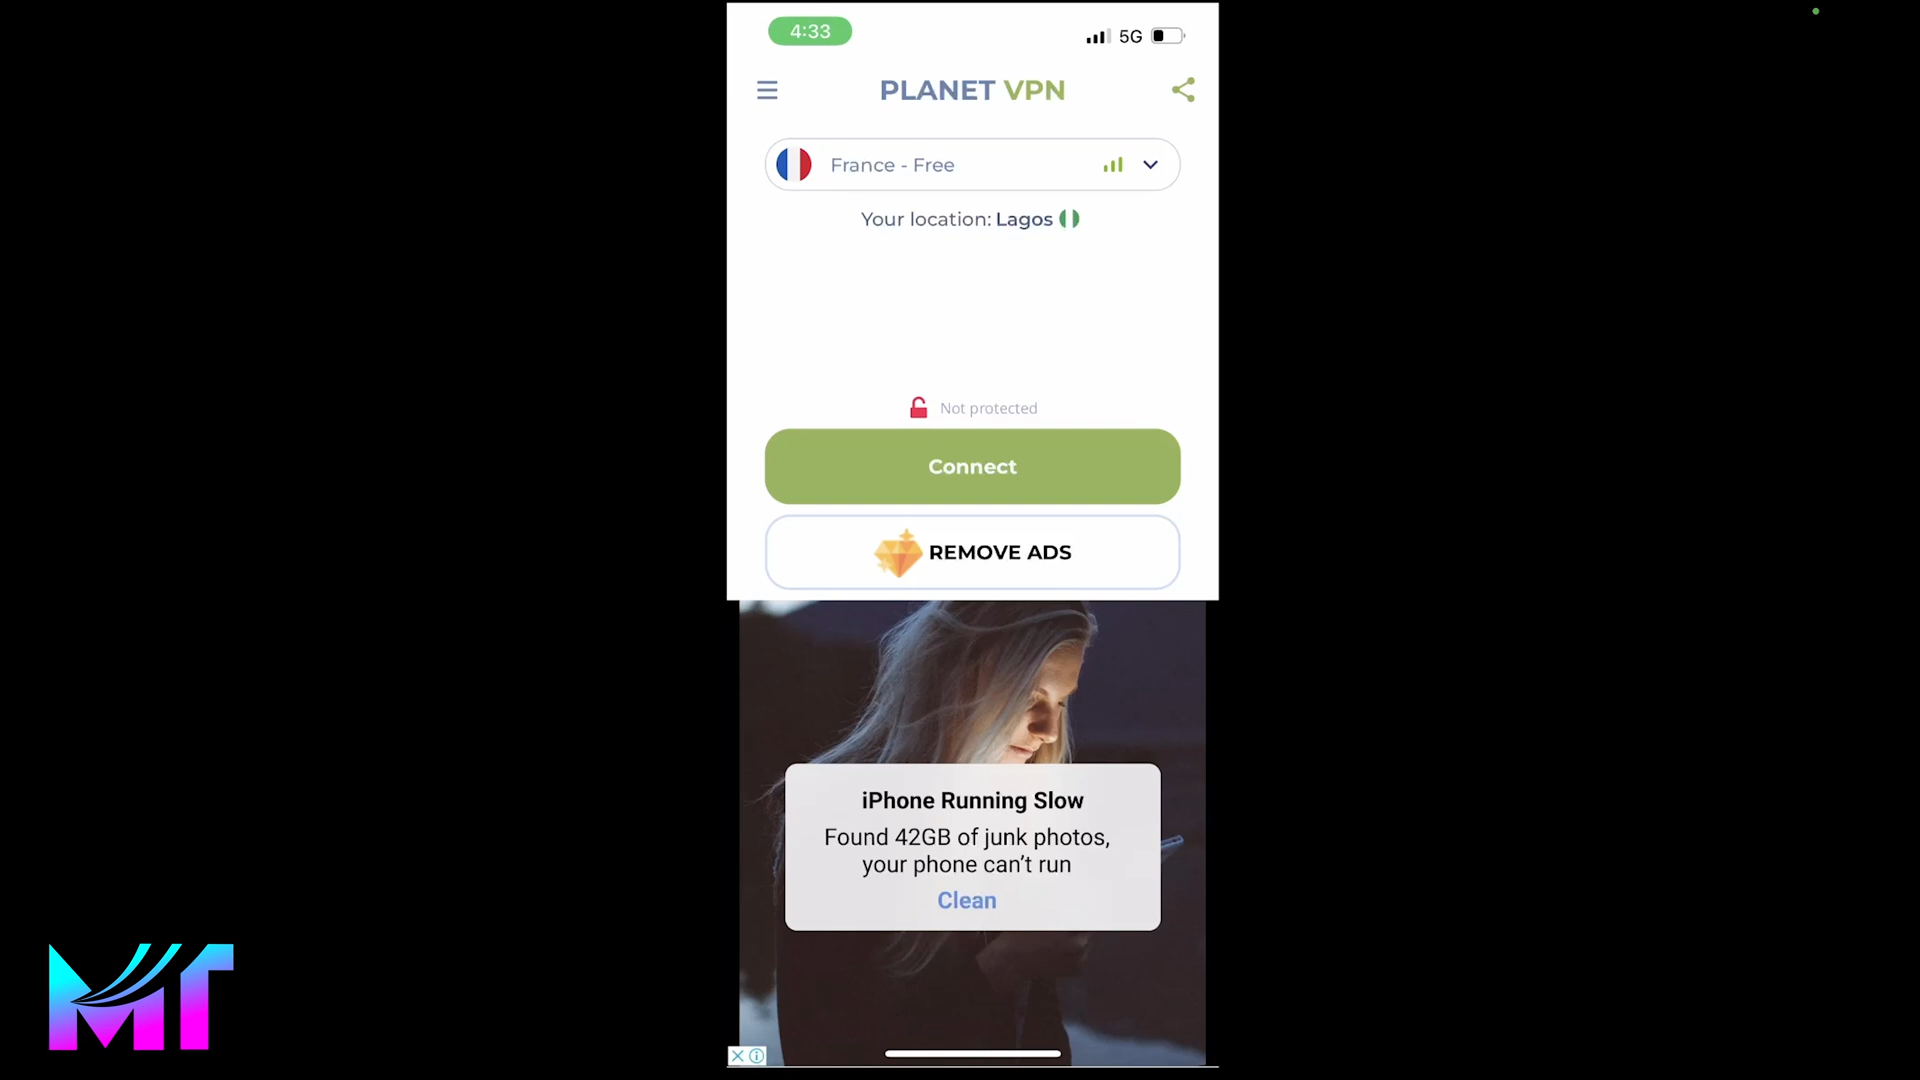 4:33
5G
PLANET VPN
France - Free
Your location: Lagos
Not protected
Connect
REMOVE ADS
iPhone Running Slow
Found 42GB of junk photos,
your phone can't run
Clean
MT